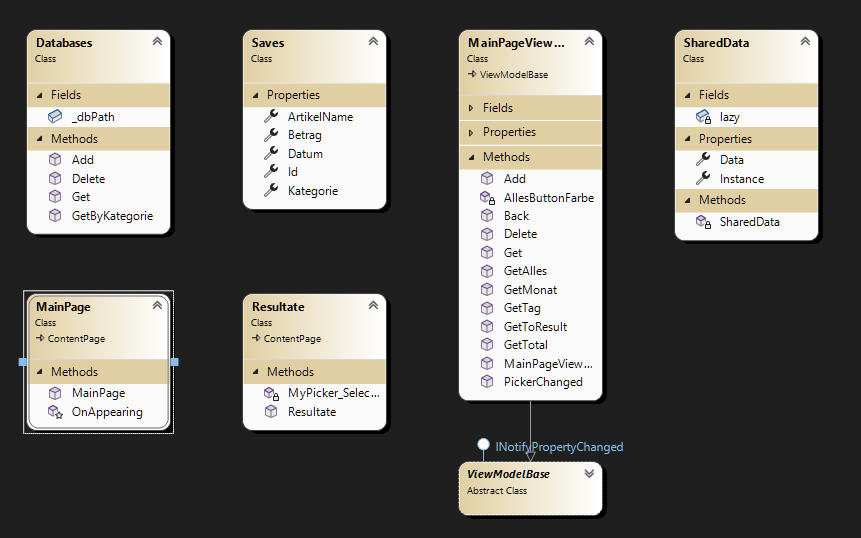 Databases
Class
Fields
_dbPath
Methods
Add
Delete
Get
GetByKategorie
Saves
Class
Properties
ArtikelName
Betrag
Datum
Id
Kategorie
MainPageView...
Class
ViewModelBase
Fields
Properties
Methods
Add
AllesButtonFarbe
Back
Delete
Get
GetAlles
GetMonat
GetTag
GetToResult
GetTotal
MainPageView...
PickerChanged
SharedData
Class
Fields
lazy
Properties
Data
Instance
Methods
SharedData
MainPage
Class
ContentPage
Methods
MainPage
OnAppearing
Resultate
Class
ContentPage
Methods
MyPicker_Selec...
Resultate
INotifyPropertyChanged
ViewModelBase
Abstract Class